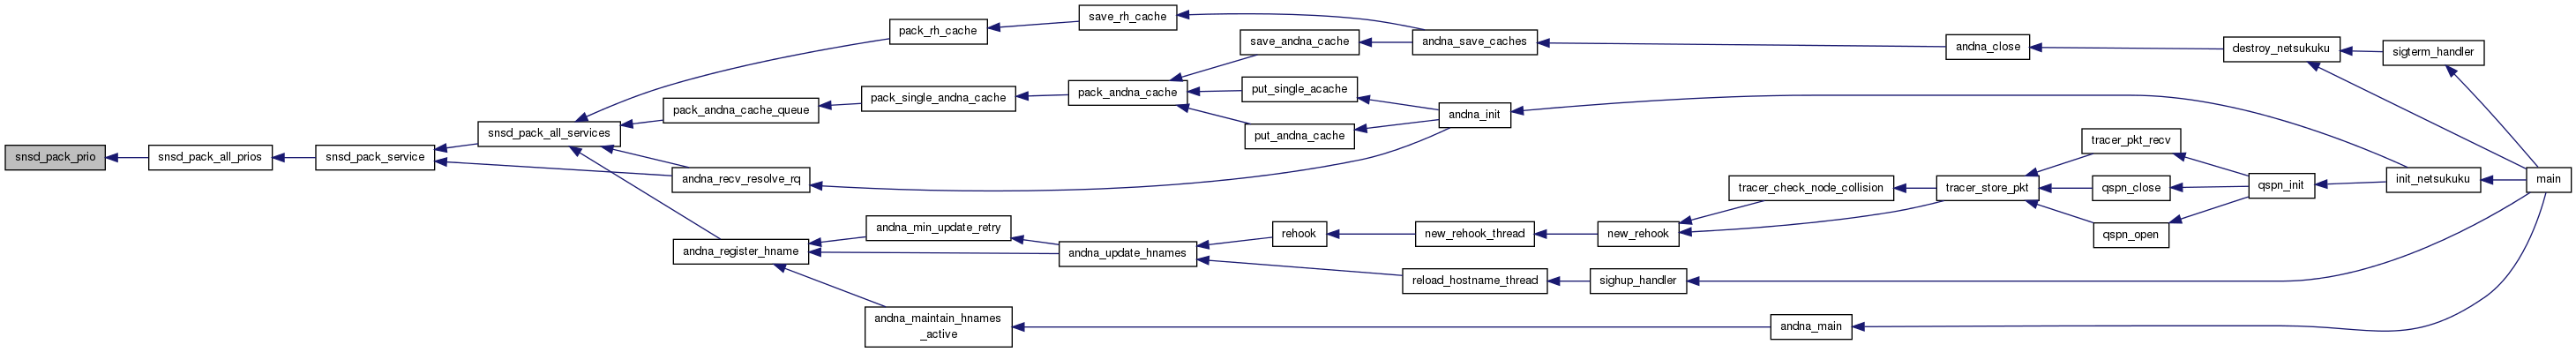 snsd_pack_prio
snsd_pack_all_prios
snsd_pack_service
snsd_pack_all_services
pack_rh_cache
save_rh_cache
andna_save_caches
andna_close
destroy_netsukuku
sigterm_handler
main
pack_andna_cache_queue
pack_single_andna_cache
pack_andna_cache
save_andna_cache
put_single_acache
andna_init
init_netsukuku
put_andna_cache
andna_recv_resolve_rq
andna_register_hname
andna_min_update_retry
andna_update_hnames
rehook
new_rehook_thread
new_rehook
tracer_check_node_collision
tracer_store_pkt
tracer_pkt_recv
qspn_init
qspn_close
qspn_open
reload_hostname_thread
sighup_handler
andna_maintain_hnames
_active
andna_main